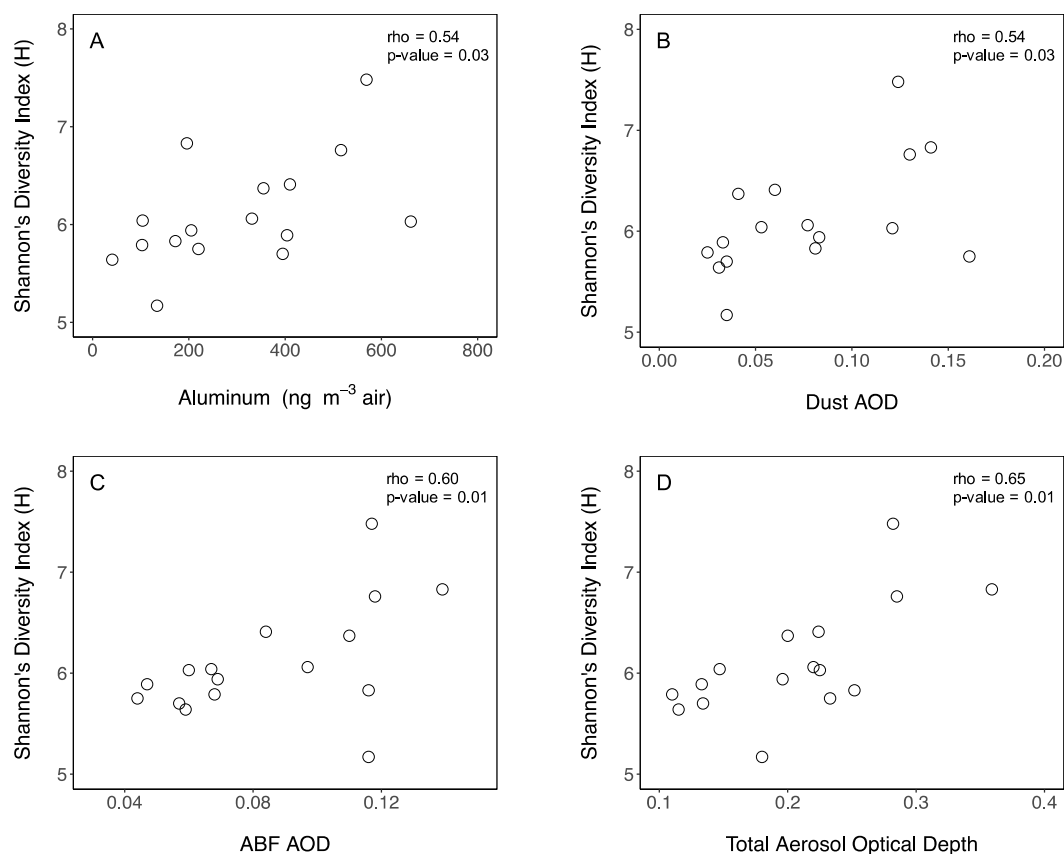 A
rho = 0.54
p-value = 0.03
Shannon's Diversity Index (H)
8
7
6
5
0
200
400
600
800
Aluminum (ng m⁻³ air)
B
rho = 0.54
p-value = 0.03
Shannon's Diversity Index (H)
8
7
6
5
0.00
0.05
0.10
0.15
0.20
Dust AOD
C
rho = 0.60
p-value = 0.01
Shannon's Diversity Index (H)
8
7
6
5
0.04
0.08
0.12
ABF AOD
D
rho = 0.65
p-value = 0.01
Shannon's Diversity Index (H)
8
7
6
5
0.1
0.2
0.3
0.4
Total Aerosol Optical Depth